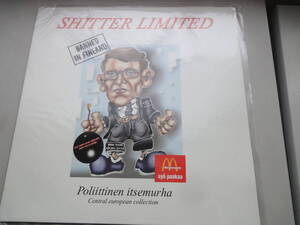 SHITTER LIMITED
BANNED
IN FINLAND
syö paskaa
Poliittinen itsemurha
Central european collection